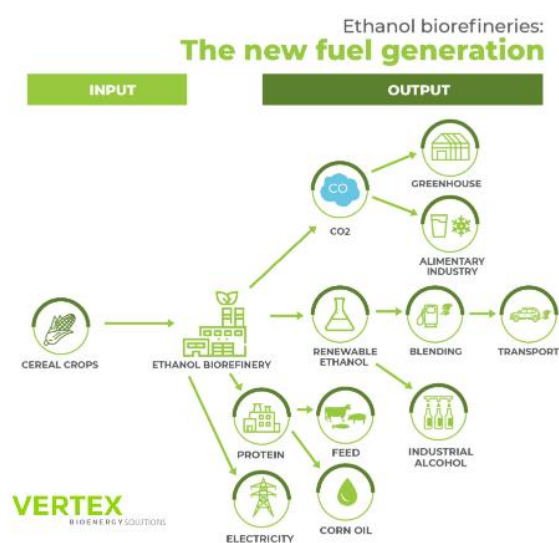 Ethanol biorefineries:
The new fuel generation
INPUT
OUTPUT
GREENHOUSE
CO
CO2
ALIMENTARY
INDUSTRY
CEREAL CROPS
ETHANOL BIOREFINERY
RENEWABLE
ETHANOL
BLENDING
TRANSPORT
PROTEIN
FEED
INDUSTRIAL
ALCOHOL
ELECTRICITY
CORN OIL
VERTEX
BIOENERGY SOLUTIONS